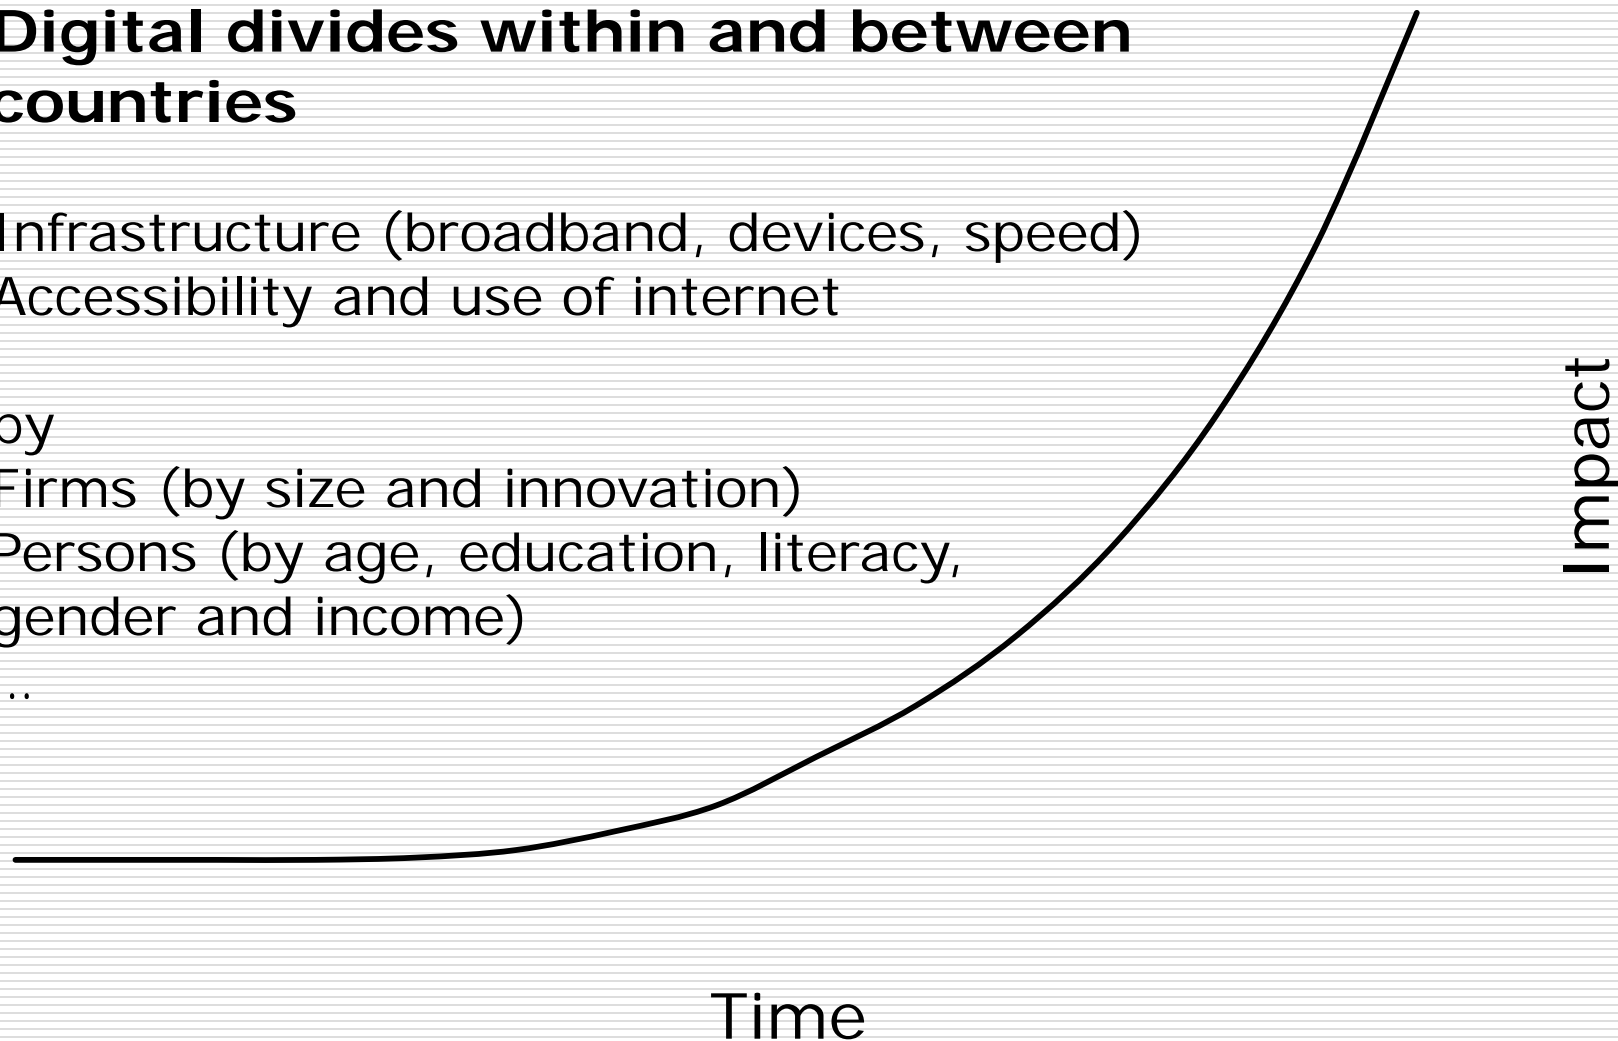 Digital divides within and between
countries
Infrastructure (broadband, devices, speed)
Accessibility and use of internet
by
Firms (by size and innovation)
Persons (by age, education, literacy,
gender and income)
..
Impact
Time